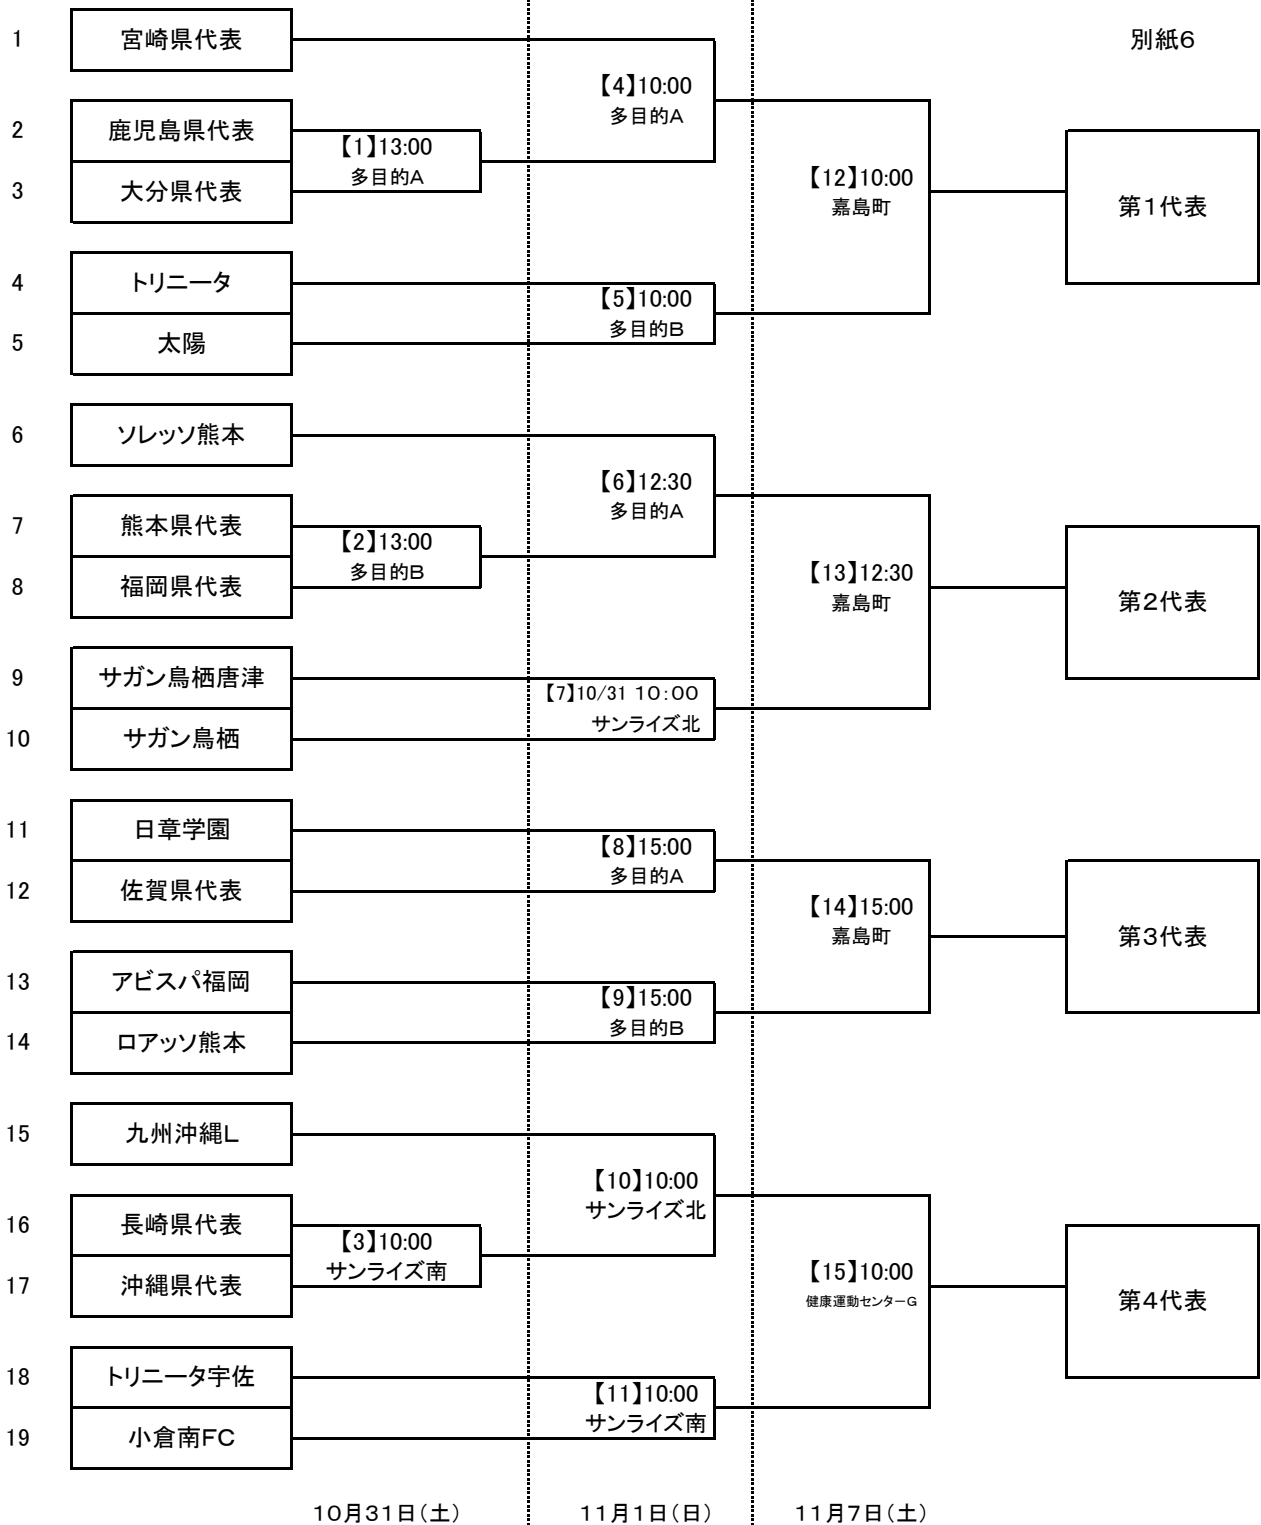 別紙6
1 宮崎県代表
【4】10:00
多目的A
2 鹿児島県代表
【1】13:00
多目的A
3 大分県代表
【12】10:00
嘉島町
第1代表
4 トリニータ
【5】10:00
多目的B
5 太陽
6 ソレッソ熊本
【6】12:30
多目的A
7 熊本県代表
【2】13:00
多目的B
8 福岡県代表
【13】12:30
嘉島町
第2代表
9 サガン鳥栖唐津
【7】10/31 10:00
サンライズ北
10 サガン鳥栖
11 日章学園
【8】15:00
多目的A
12 佐賀県代表
【14】15:00
嘉島町
第3代表
13 アビスパ福岡
【9】15:00
多目的B
14 ロアッソ熊本
15 九州沖縄L
【10】10:00
サンライズ北
16 長崎県代表
【3】10:00
サンライズ南
17 沖縄県代表
【15】10:00
健康運動センターG
第4代表
18 トリニータ宇佐
【11】10:00
サンライズ南
19 小倉南FC
10月31日(土) 11月1日(日) 11月7日(土)